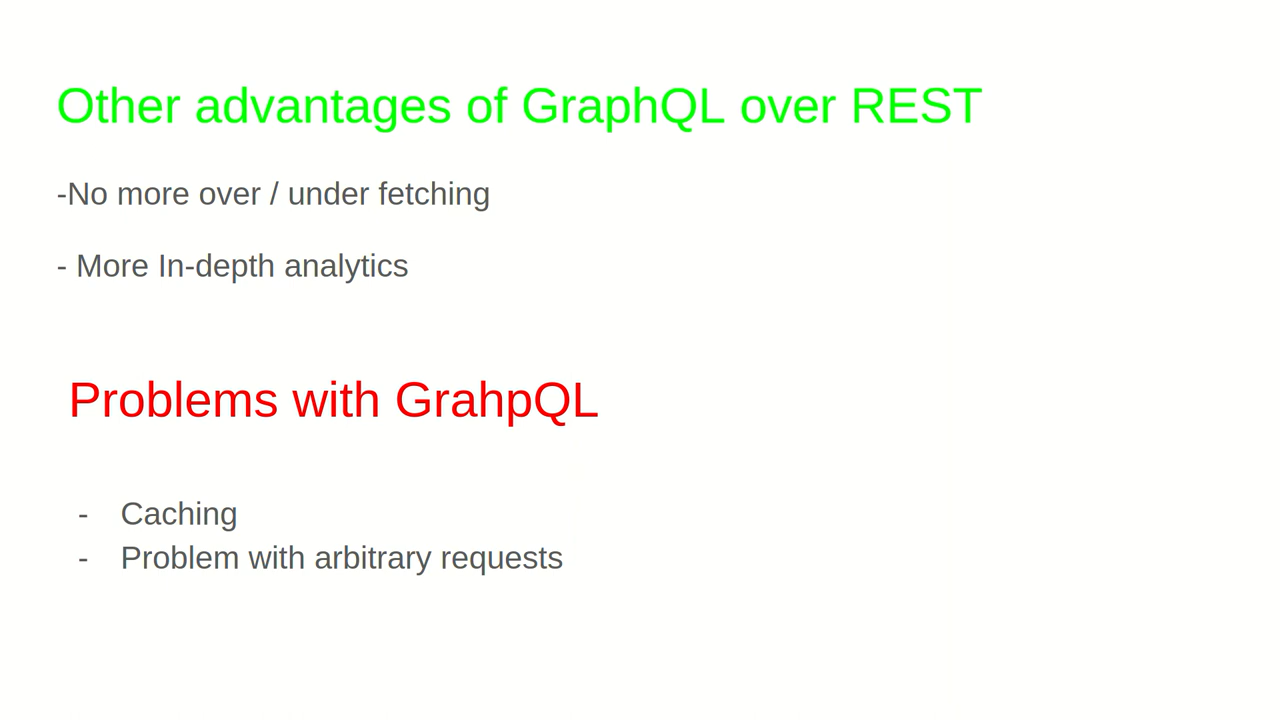 Other advantages of GraphQL over REST
-No more over / under fetching
- More In-depth analytics
Problems with GrahpQL
- Caching
- Problem with arbitrary requests